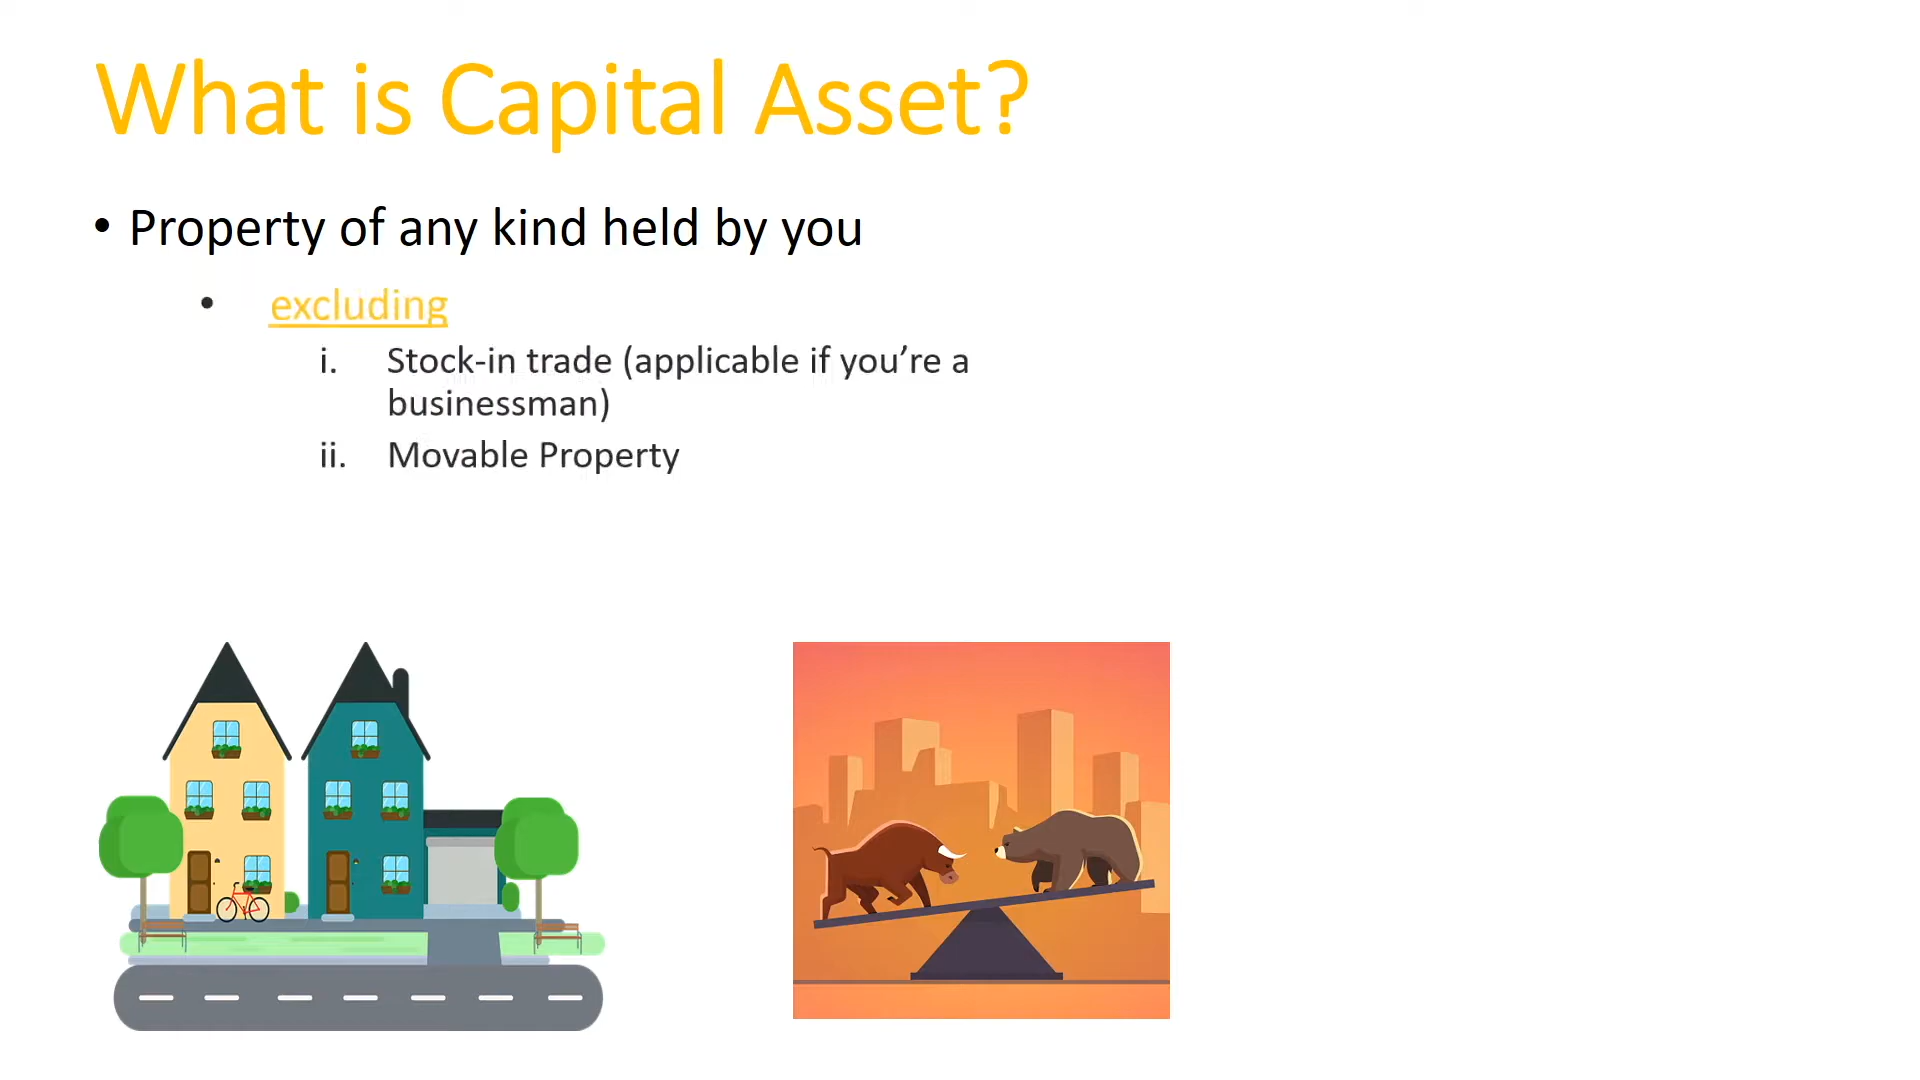 What is Capital Asset?
• Property of any kind held by you
• excluding
i. Stock-in trade (applicable if you’re a
businessman)
ii. Movable Property